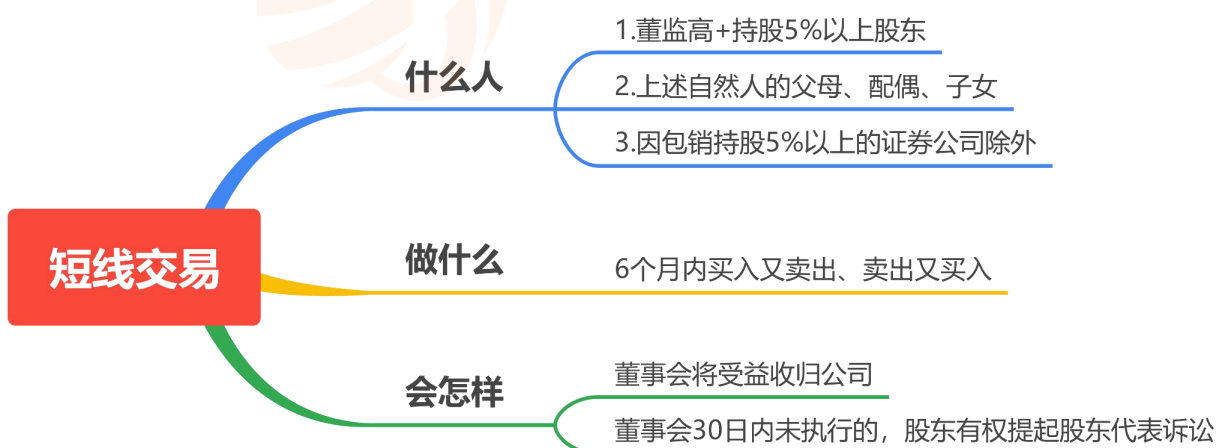 短线交易
什么人
1.董监高+持股5%以上股东
2.上述自然人的父母、配偶、子女
3.因包销持股5%以上的证券公司除外
做什么
6个月内买入又卖出、卖出又买入
会怎样
董事会将受益收归公司
董事会30日内未执行的，股东有权提起股东代表诉讼